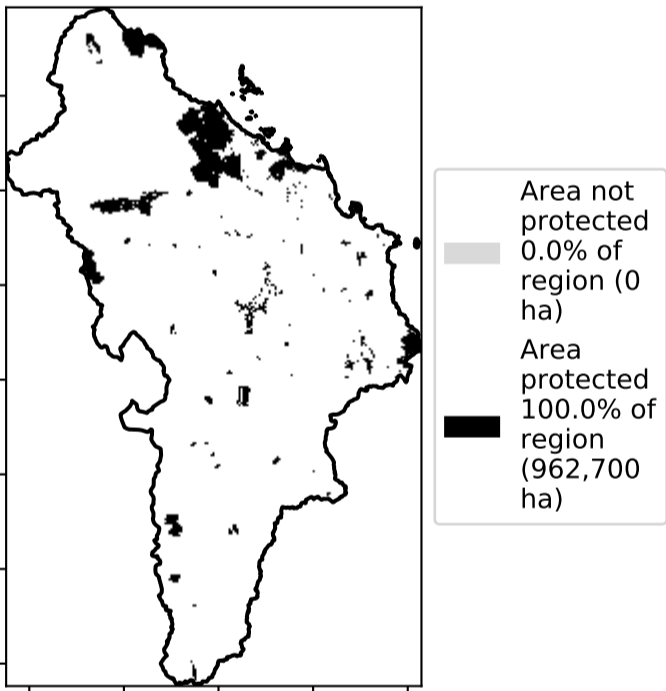 Area not
protected
0.0% of
region (0
ha)
Area
protected
100.0% of
region
(962,700
ha)